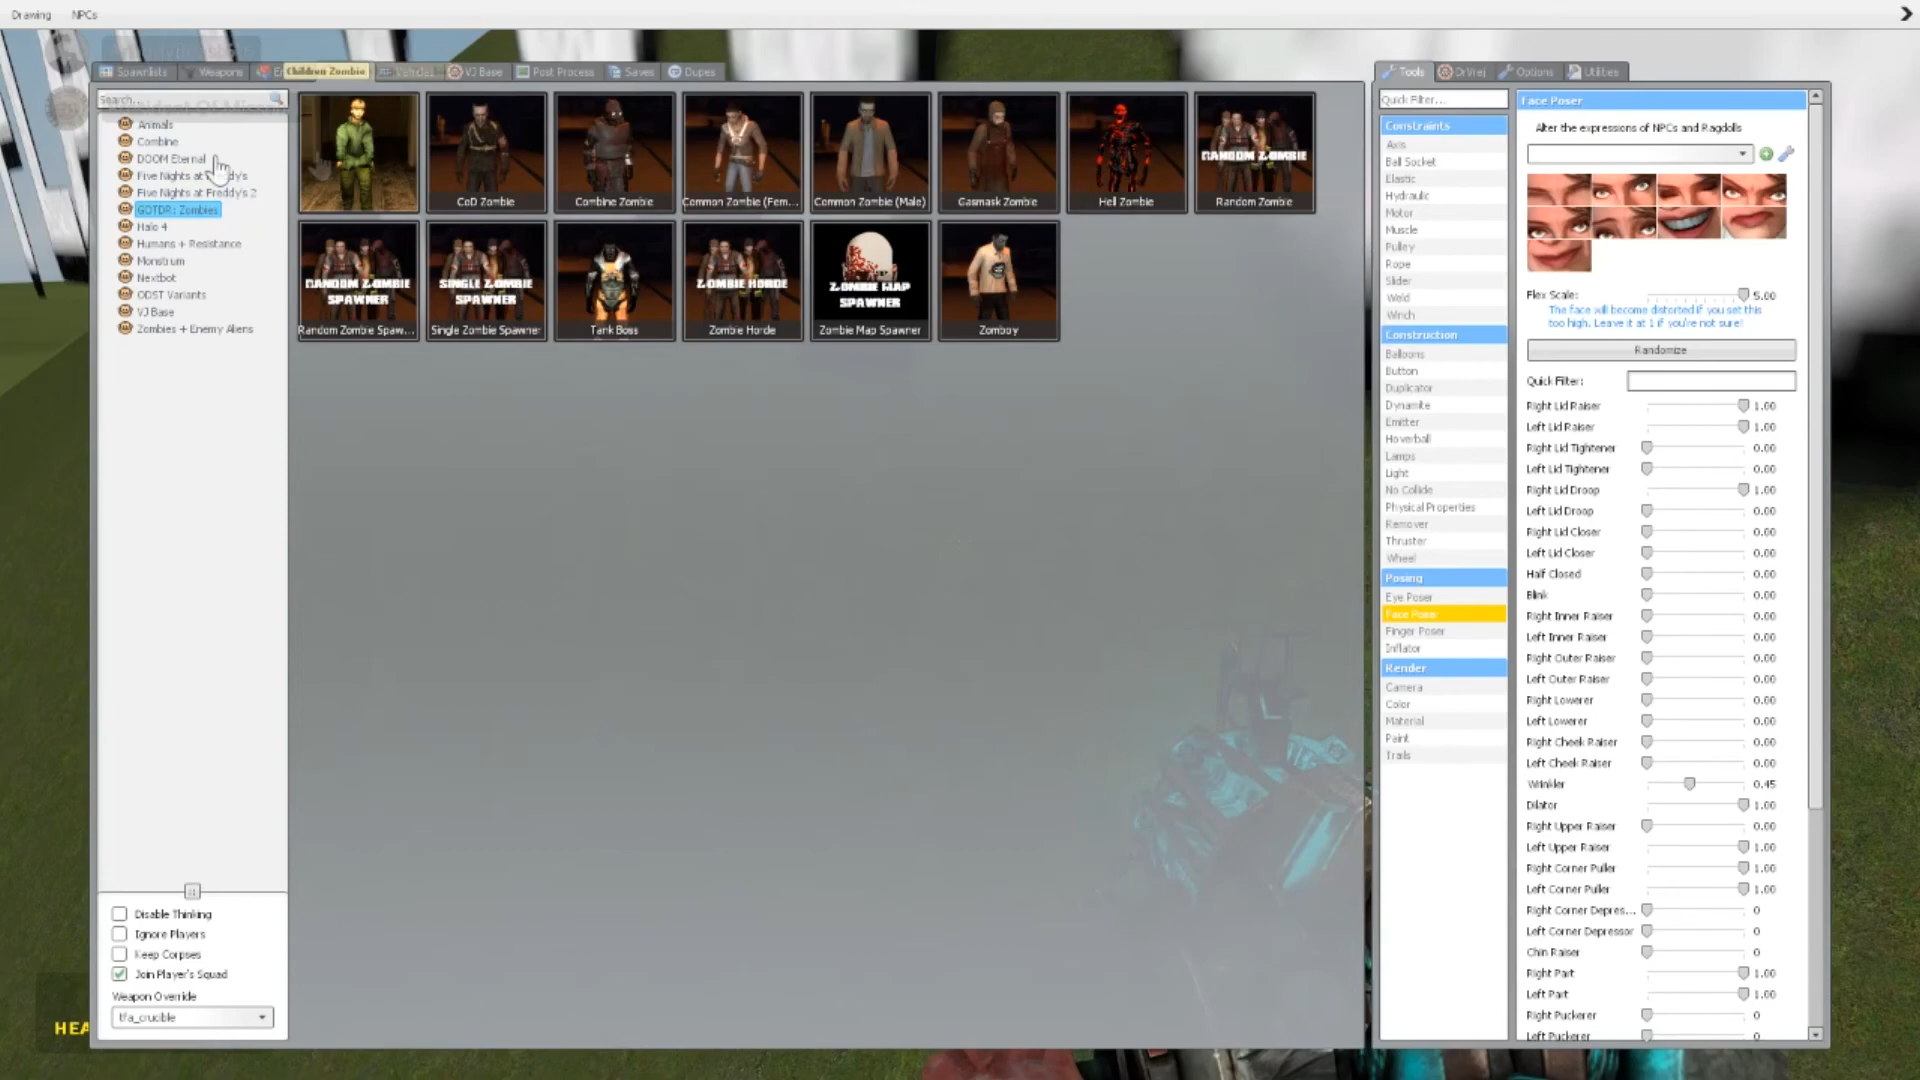 Drawing NPCs
Spawnlists Weapons Children Zombie Vehicles VJ Base Post Process Saves Dupes
Search...
Animals
Combine
DOOM Eternal
Five Nights at Freddy's
Five Nights at Freddy's 2
GOTDR: Zombies
Halo 4
Humans + Resistance
Monstrum
Nextbot
ODST Variants
VJ Base
Zombies + Enemy Aliens
CoD Zombie
Combine Zombie
Common Zombie (Fem...
Common Zombie (Male)
Gasmask Zombie
Hell Zombie
RANDOM ZOMBIE
Random Zombie
RANDOM ZOMBIE
SPAWNER
Random Zombie Spaw...
SINGLE ZOMBIE
SPAWNER
Single Zombie Spawner
Tank Boss
ZOMBIE HORDE
Zombie Horde
ZOMBIE MAP
SPAWNER
Zombie Map Spawner
Zomboy
Disable Thinking
Ignore Players
Keep Corpses
Join Player's Squad
Weapon Override
tfa_crucible
HEA
Tools DrVrej Options Utilities
Quick Filter...
Constraints
Axis
Ball Socket
Elastic
Hydraulic
Motor
Muscle
Pulley
Rope
Slider
Weld
Winch
Construction
Balloons
Button
Duplicator
Dynamite
Emitter
Hoverball
Lamps
Light
No Collide
Physical Properties
Remover
Thruster
Wheel
Posing
Eye Poser
Face Poser
Finger Poser
Inflator
Render
Camera
Color
Material
Paint
Trails
Face Poser
Alter the expressions of NPCs and Ragdolls
Flex Scale: 5.00
The face will become distorted if you set this
too high. Leave it at 1 if you're not sure!
Randomize
Quick Filter:
Right Lid Raiser 1.00
Left Lid Raiser 1.00
Right Lid Tightener 0.00
Left Lid Tightener 0.00
Right Lid Droop 1.00
Left Lid Droop 0.00
Right Lid Closer 0.00
Left Lid Closer 0.00
Half Closed 0.00
Blink 0.00
Right Inner Raiser 0.00
Left Inner Raiser 0.00
Right Outer Raiser 0.00
Left Outer Raiser 0.00
Right Lowerer 0.00
Left Lowerer 0.00
Right Cheek Raiser 0.00
Left Cheek Raiser 0.00
Wrinkler 0.45
Dilator 1.00
Right Upper Raiser 0.00
Left Upper Raiser 1.00
Right Corner Puller 1.00
Left Corner Puller 1.00
Right Corner Depres... 0
Left Corner Depressor 0
Chin Raiser 0
Right Part 1.00
Left Part 1.00
Right Puckerer 0
Left Puckerer 0